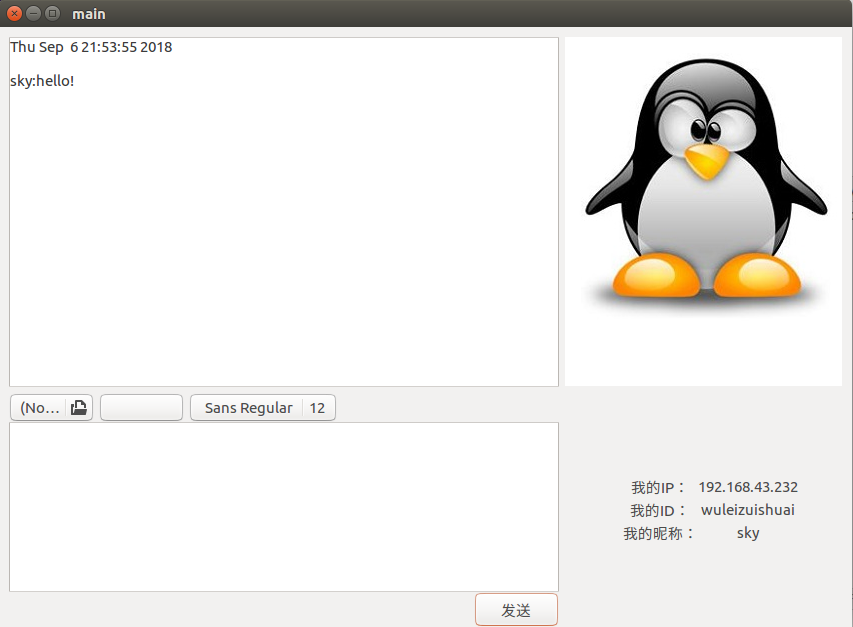 main
Thu Sep  6 21:53:55 2018
sky:hello!
(No...
Sans Regular 12
我的IP： 192.168.43.232
我的ID： wuleizuishuai
我的昵称： sky
发送